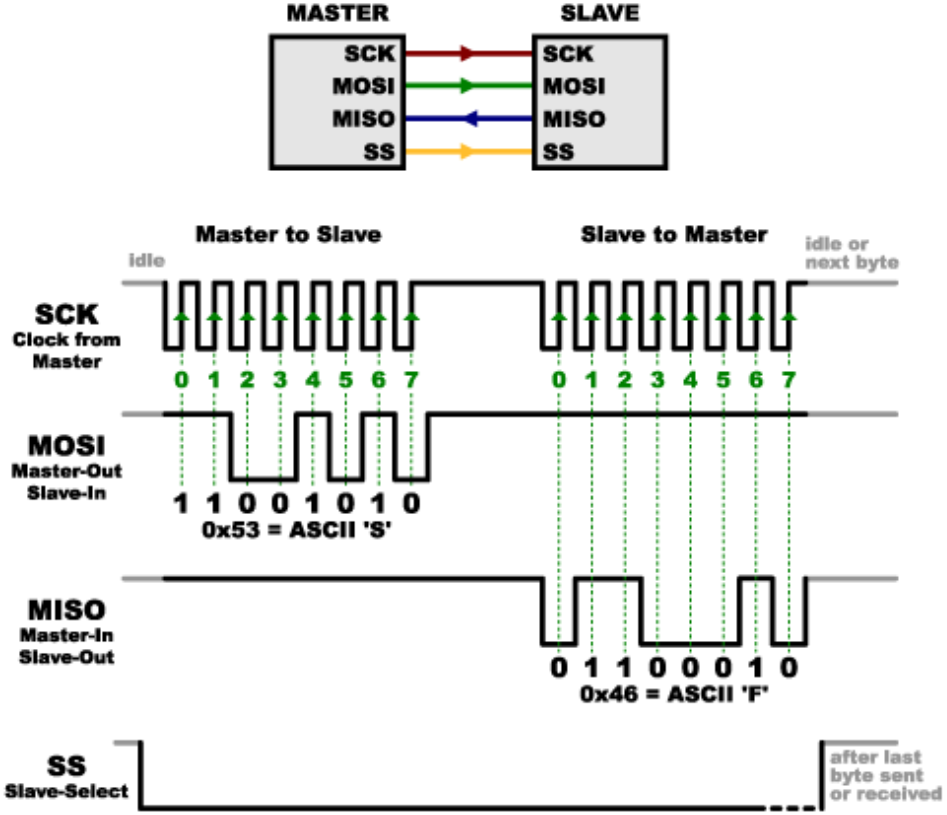 MASTER SLAVE
SCK SCK
MOSI MOSI
MISO MISO
SS SS
Master to Slave Slave to Master
idle
idle or
next byte
SCK
Clock from
Master
0 1 2 3 4 5 6 7 0 1 2 3 4 5 6 7
MOSI
Master-Out
Slave-In
1 1 0 0 1 0 1 0
0x53 = ASCII 'S'
MISO
Master-In
Slave-Out
0 1 1 0 0 0 1 0
0x46 = ASCII 'F'
SS
Slave-Select
after last
byte sent
or received